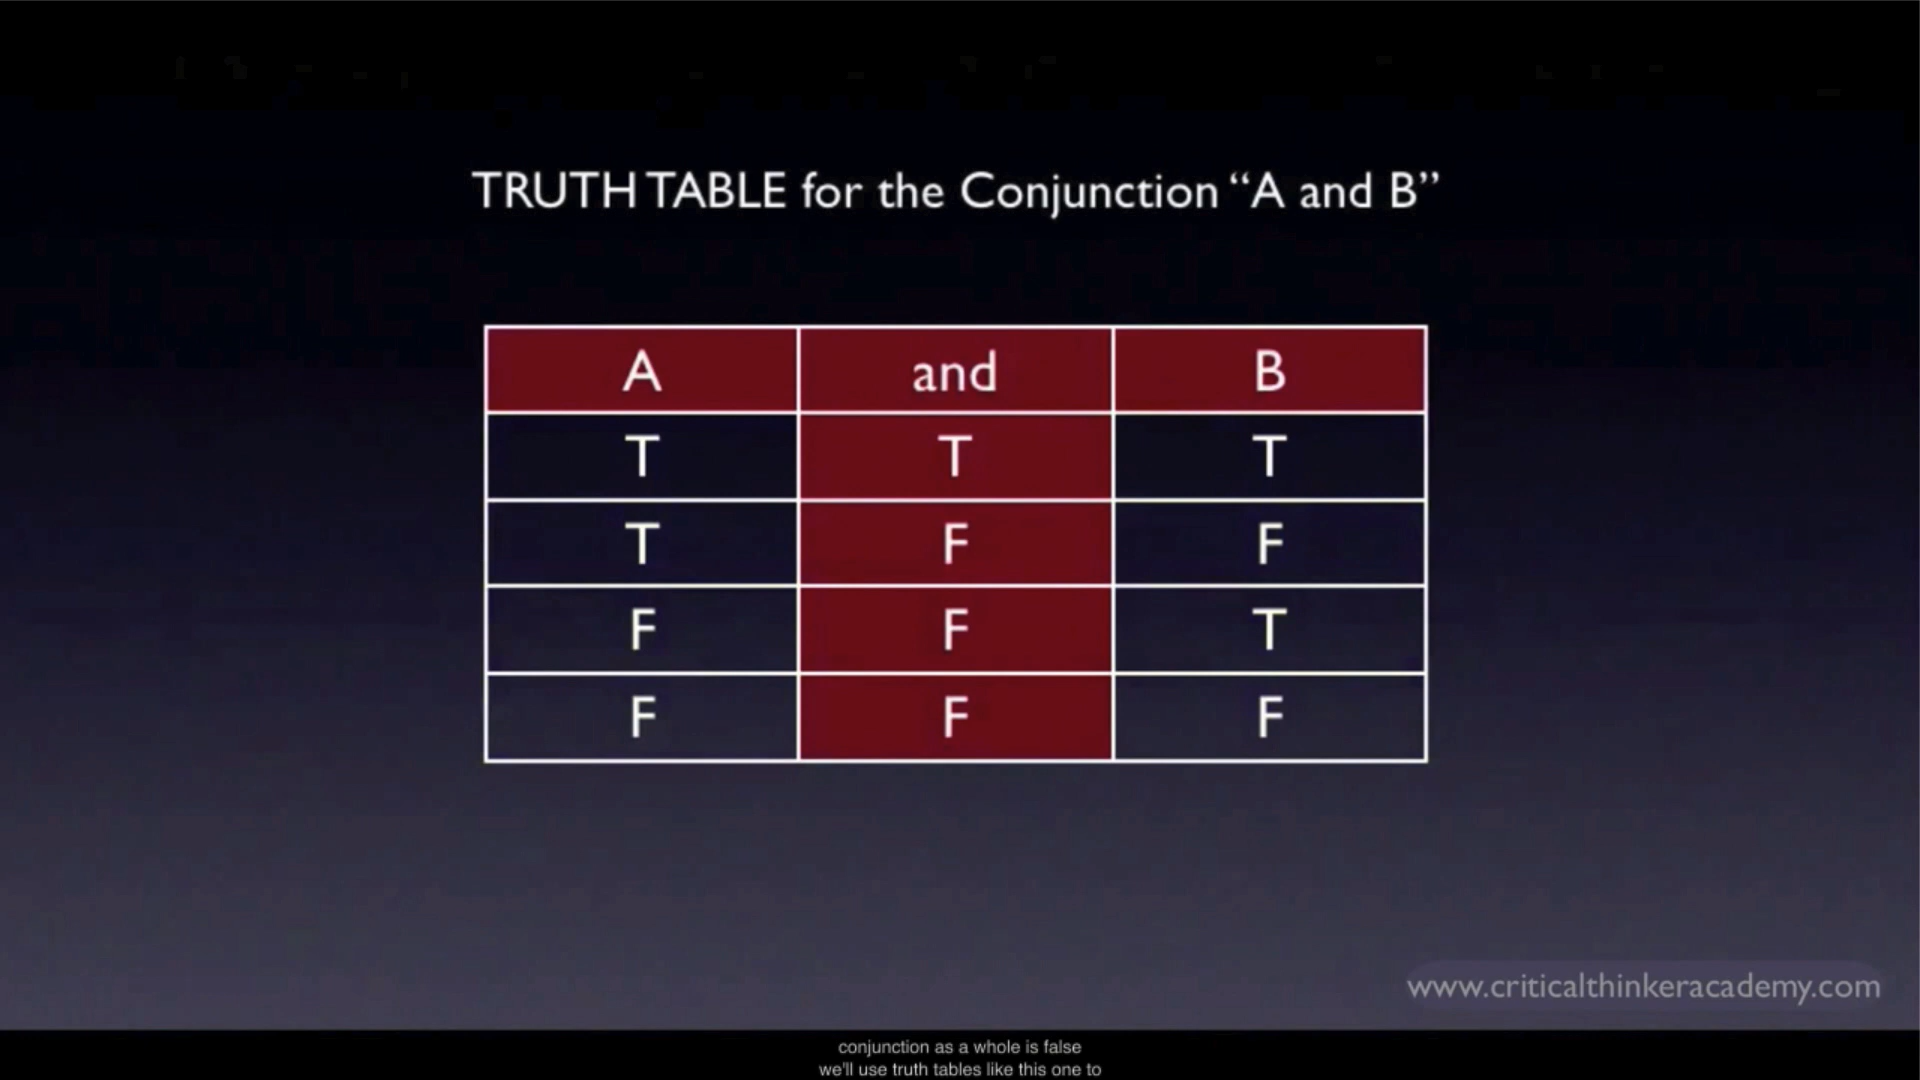 TRUTH TABLE for the Conjunction “A and B”
A and B
T T T
T F F
F F T
F F F
www.criticalthinkeracademy.com
conjunction as a whole is false
we'll use truth tables like this one to